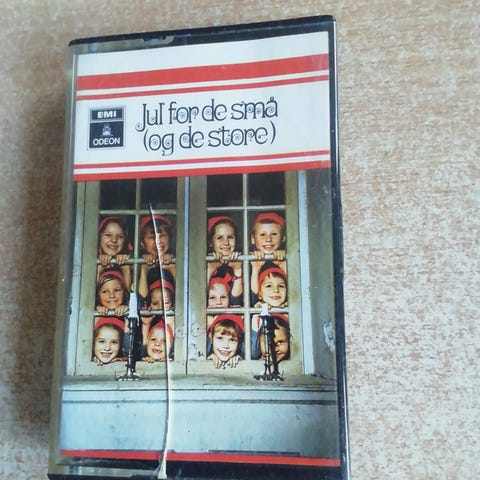 Jul for de små
(og de store)
EMI
ODEON